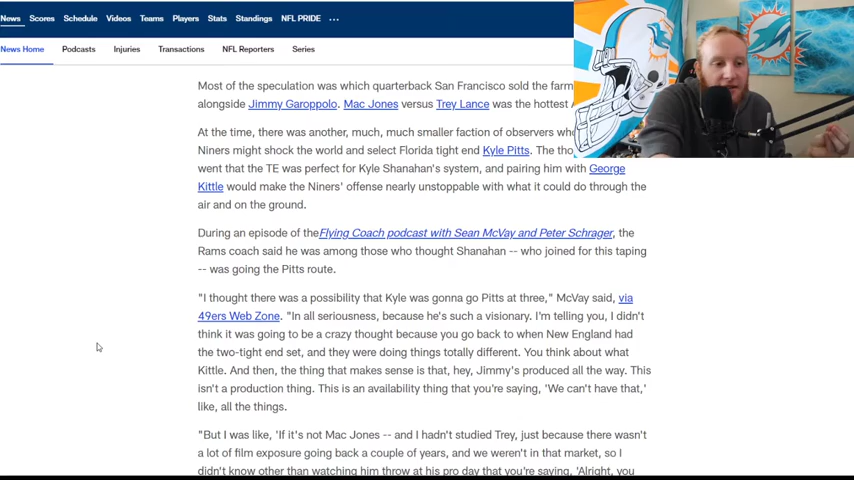 News Scores Schedule Videos Teams Players Stats Standings NFL PRIDE ...
News Home Podcasts Injuries Transactions NFL Reporters Series
Most of the speculation was which quarterback San Francisco sold the farm
alongside Jimmy Garoppolo. Mac Jones versus Trey Lance was the hottest
At the time, there was another, much, much smaller faction of observers who
Niners might shock the world and select Florida tight end Kyle Pitts. The
went that the TE was perfect for Kyle Shanahan's system, and pairing him with George
Kittle would make the Niners' offense nearly unstoppable with what it could do through the
air and on the ground.
During an episode of theFlying Coach podcast with Sean McVay and Peter Schrager, the
Rams coach said he was among those who thought Shanahan -- who joined for this taping
-- was going the Pitts route.
"I thought there was a possibility that Kyle was gonna go Pitts at three," McVay said, via
49ers Web Zone. "In all seriousness, because he's such a visionary. I'm telling you, I didn't
think it was going to be a crazy thought because you go back to when New England had
the two-tight end set, and they were doing things totally different. You think about what
Kittle. And then, the thing that makes sense is that, hey, Jimmy's produced all the way. This
isn't a production thing. This is an availability thing that you're saying, 'We can't have that,'
like, all the things.
"But I was like, 'If it's not Mac Jones -- and I hadn't studied Trey, just because there wasn't
a lot of film exposure going back a couple of years, and we weren't in that market, so I
didn't know other than watching him throw at his pro day that you're saying, 'Alright, you